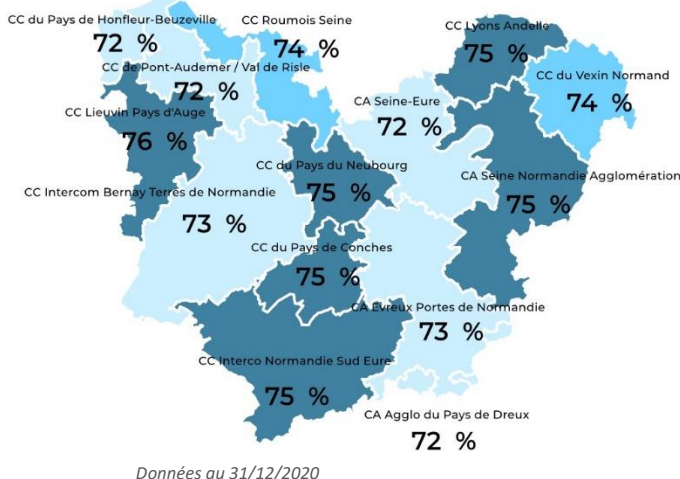 CC du Pays de Honfleur-Beuzeville
72 %
CC Roumois Seine
74 %
CC Lyons Andelle
75 %
CC de Pont-Audemer / Val de Risle
72 %
CC du Vexin Normand
74 %
CC Lieuvin Pays d'Auge
76 %
CA Seine-Eure
72 %
CC du Pays du Neubourg
75 %
CA Seine Normandie Agglomération
75 %
CC Intercom Bernay Terres de Normandie
73 %
CC du Pays de Conches
75 %
CA Evreux Portes de Normandie
73 %
CC Interco Normandie Sud Eure
75 %
CA Agglo du Pays de Dreux
72 %
Données au 31/12/2020